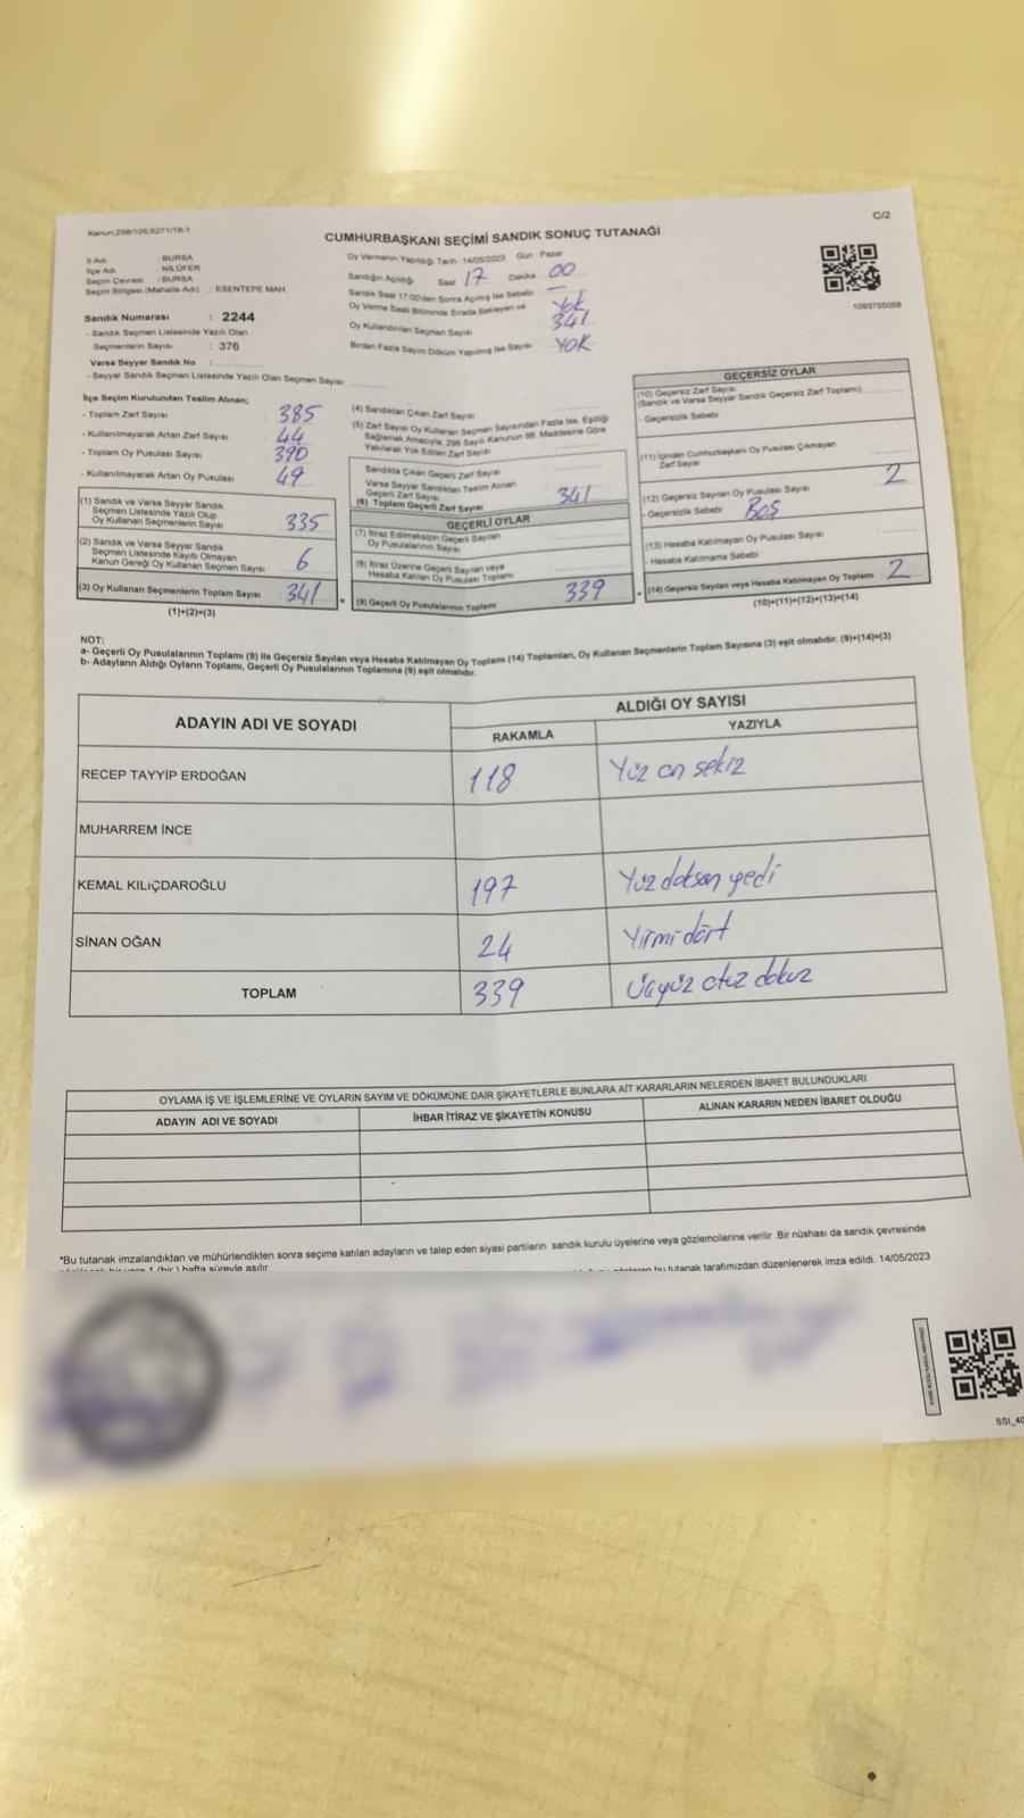 Kanun:298/105,6271/18-1
C/2
CUMHURBAŞKANI SEÇİMİ SANDIK SONUÇ TUTANAĞI
İl Adı : BURSA
İlçe Adı : NİLÜFER
Seçim Çevresi : BURSA
Seçim Bölgesi (Mahalle Adı) : ESENTEPE MAH.
Sandık Numarası : 2244
- Sandık Seçmen Listesinde Yazılı Olan
Seçmenlerin Sayısı : 376
Varsa Seyyar Sandık No :
- Seyyar Sandık Seçmen Listesinde Yazılı Olan Seçmen Sayısı
Oy Vermenin Yapıldığı Tarih : 14/05/2023 Gün : Pazar
Sandığın Açıldığı Saat 17 Dakika 00
Sandık Saat 17.00'den Sonra Açılmış İse Sebebi —
Oy Verme Saati Bitiminde Sırada Bekleyen ve Yok
Oy Kullandırılan Seçmen Sayısı 341
Birden Fazla Sayım Döküm Yapılmış İse Sayısı YOK
İlçe Seçim Kurulundan Teslim Alınan;
- Toplam Zarf Sayısı 385
- Kullanılmayarak Artan Zarf Sayısı 44
- Toplam Oy Pusulası Sayısı 390
- Kullanılmayarak Artan Oy Pusulası 49
(1) Sandık ve Varsa Seyyar Sandık
Seçmen Listesinde Yazılı Olup
Oy Kullanan Seçmenlerin Sayısı 335
(2) Sandık ve Varsa Seyyar Sandık
Seçmen Listesinde Kayıtlı Olmayan
Kanun Gereği Oy Kullanan Seçmen Sayısı 6
(3) Oy Kullanan Seçmenlerin Toplam Sayısı 341
(1)+(2)=(3)
(4) Sandıktan Çıkan Zarf Sayısı
(5) Zarf Sayısı Oy Kullanan Seçmen Sayısından Fazla İse, Eşitliği
Sağlamak Amacıyla, 298 Sayılı Kanunun 98. Maddesine Göre
Yakılarak Yok Edilen Zarf Sayısı
Sandıkta Çıkan Geçerli Zarf Sayısı
Varsa Seyyar Sandıktan Teslim Alınan
Geçerli Zarf Sayısı
(6) Toplam Geçerli Zarf Sayısı 341
GEÇERLİ OYLAR
(7) İtiraz Edilmeksizin Geçerli Sayılan
Oy Pusulalarının Sayısı
(8) İtiraz Üzerine Geçerli Sayılan veya
Hesaba Katılan Oy Pusulası Toplamı
(9) Geçerli Oy Pusulalarının Toplamı 339
GEÇERSİZ OYLAR
(10) Geçersiz Zarf Sayısı
(Sandık ve Varsa Seyyar Sandık Geçersiz Zarf Toplamı)
- Geçersizlik Sebebi
(11) İçinden Cumhurbaşkanı Oy Pusulası Çıkmayan
Zarf Sayısı
(12) Geçersiz Sayılan Oy Pusulası Sayısı 2
- Geçersizlik Sebebi Boş
(13) Hesaba Katılmayan Oy Pusulası Sayısı
- Hesaba Katılmama Sebebi
(14) Geçersiz Sayılan veya Hesaba Katılmayan Oy Toplamı 2
(10)+(11)+(12)+(13)=(14)
NOT:
a- Geçerli Oy Pusulalarının Toplamı (9) ile Geçersiz Sayılan veya Hesaba Katılmayan Oy Toplamı (14) Toplamları, Oy Kullanan Seçmenlerin Toplam Sayısına (3) eşit olmalıdır. (9)+(14)=(3)
b- Adayların Aldığı Oyların Toplamı, Geçerli Oy Pusulalarının Toplamına (9) eşit olmalıdır.
ADAYIN ADI VE SOYADI ALDIĞI OY SAYISI
RAKAMLA YAZIYLA
RECEP TAYYİP ERDOĞAN 118 Yüz on sekiz
MUHARREM İNCE
KEMAL KILIÇDAROĞLU 197 Yüz doksan yedi
SİNAN OĞAN 24 Yirmi dört
TOPLAM 339 Üçyüz otuz dokuz
OYLAMA İŞ VE İŞLEMLERİNE VE OYLARIN SAYIM VE DÖKÜMÜNE DAİR ŞİKAYETLERLE BUNLARA AİT KARARLARIN NELERDEN İBARET BULUNDUKLARI
ADAYIN ADI VE SOYADI İHBAR İTİRAZ VE ŞİKAYETİN KONUSU ALINAN KARARIN NEDEN İBARET OLDUĞU
*Bu tutanak imzalandıktan ve mühürlendikten sonra seçime katılan adayların ve talep eden siyasi partilerin sandık kurulu üyelerine veya gözlemcilerine verilir. Bir nüshası da sandık çevresinde
1 (bir) hafta süreyle asılır.
bu tutanak tarafımızdan düzenlenerek imza edildi. 14/05/2023